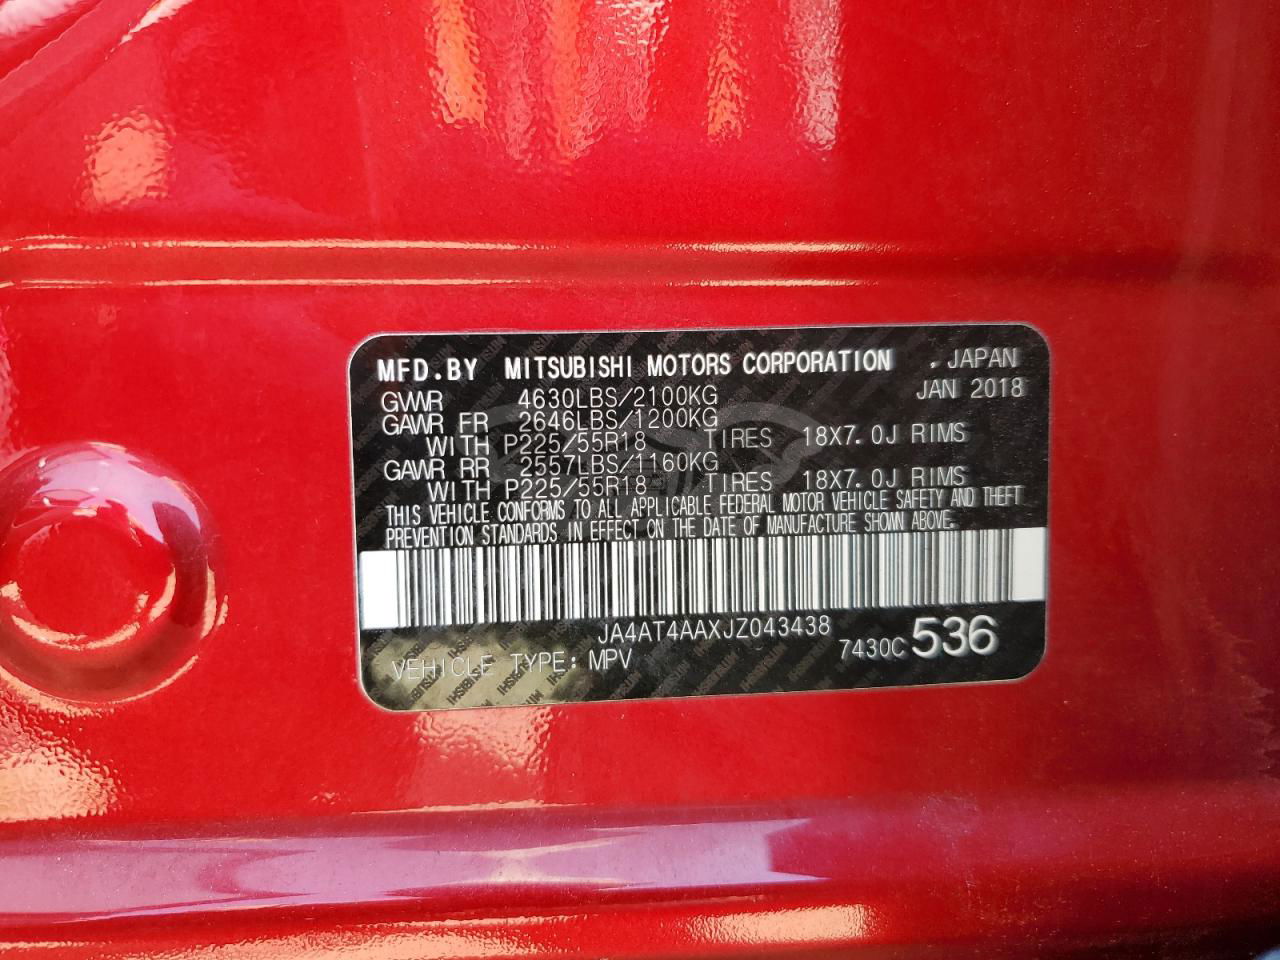 MFD.BY MITSUBISHI MOTORS CORPORATION , JAPAN
GVWR 4630LBS/2100KG JAN 2018
GAWR FR 2646LBS/1200KG
WITH P225/55R18 TIRES 18X7.0J RIMS
GAWR RR 2557LBS/1160KG
WITH P225/55R18 TIRES 18X7.0J RIMS
THIS VEHICLE CONFORMS TO ALL APPLICABLE FEDERAL MOTOR VEHICLE SAFETY AND THEFT
PREVENTION STANDARDS IN EFFECT ON THE DATE OF MANUFACTURE SHOWN ABOVE.
JA4AT4AAXJZ043438
VEHICLE TYPE: MPV 7430C 536